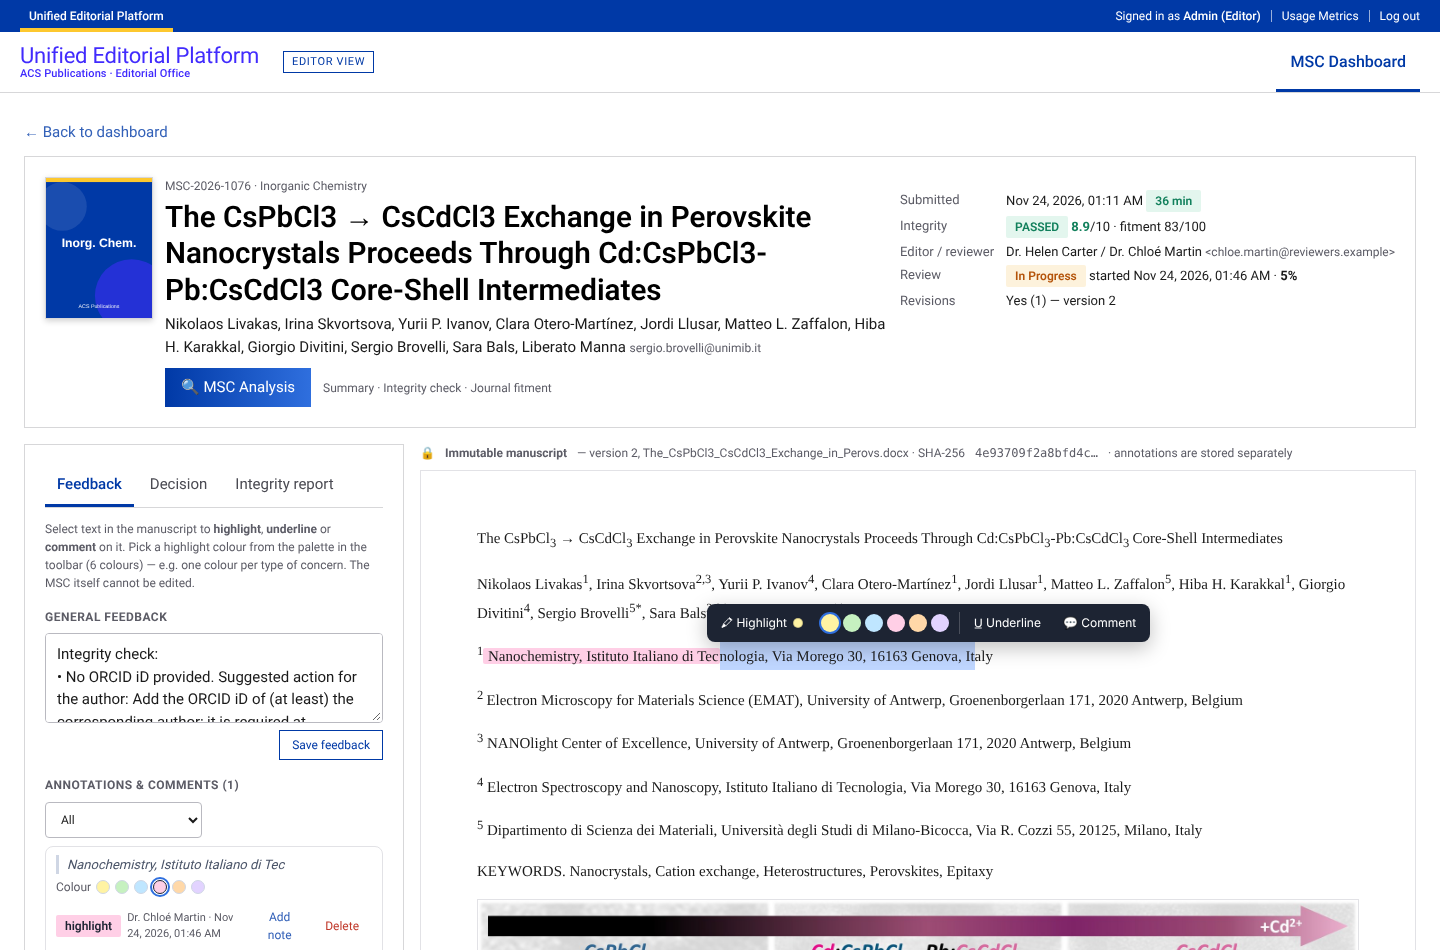 Unified Editorial Platform
Signed in as Admin (Editor) | Usage Metrics | Log out
Unified Editorial Platform
ACS Publications · Editorial Office
EDITOR VIEW
MSC Dashboard
← Back to dashboard
Inorg. Chem.
ACS Publications
MSC-2026-1076 · Inorganic Chemistry
The CsPbCl3 → CsCdCl3 Exchange in Perovskite
Nanocrystals Proceeds Through Cd:CsPbCl3-
Pb:CsCdCl3 Core-Shell Intermediates
Nikolaos Livakas, Irina Skvortsova, Yurii P. Ivanov, Clara Otero-Martínez, Jordi Llusar, Matteo L. Zaffalon, Hiba
H. Karakkal, Giorgio Divitini, Sergio Brovelli, Sara Bals, Liberato Manna sergio.brovelli@unimib.it
🔍 MSC Analysis
Summary · Integrity check · Journal fitment
Submitted Nov 24, 2026, 01:11 AM 36 min
Integrity PASSED 8.9/10 · fitment 83/100
Editor / reviewer Dr. Helen Carter / Dr. Chloé Martin <chloe.martin@reviewers.example>
Review In Progress started Nov 24, 2026, 01:46 AM · 5%
Revisions Yes (1) — version 2
Feedback Decision Integrity report
Select text in the manuscript to highlight, underline or
comment on it. Pick a highlight colour from the palette in the
toolbar (6 colours) — e.g. one colour per type of concern. The
MSC itself cannot be edited.
GENERAL FEEDBACK
Integrity check:
• No ORCID iD provided. Suggested action for
the author: Add the ORCID iD of (at least) the
corresponding author; it is required at
Save feedback
ANNOTATIONS & COMMENTS (1)
All
Nanochemistry, Istituto Italiano di Tec
Colour
highlight
Dr. Chloé Martin · Nov
24, 2026, 01:46 AM
Add
note
Delete
🔒 Immutable manuscript — version 2, The_CsPbCl3_CsCdCl3_Exchange_in_Perovs.docx · SHA-256 4e93709f2a8bfd4c… · annotations are stored separately
The CsPbCl3 → CsCdCl3 Exchange in Perovskite Nanocrystals Proceeds Through Cd:CsPbCl3-Pb:CsCdCl3 Core-Shell Intermediates
Nikolaos Livakas1, Irina Skvortsova2,3, Yurii P. Ivanov4, Clara Otero-Martínez1, Jordi Llusar1, Matteo L. Zaffalon5, Hiba H. Karakkal1, Giorgio
Divitini4, Sergio Brovelli5*, Sara Bals
Highlight Underline 💬 Comment
1 Nanochemistry, Istituto Italiano di Tecnologia, Via Morego 30, 16163 Genova, Italy
2 Electron Microscopy for Materials Science (EMAT), University of Antwerp, Groenenborgerlaan 171, 2020 Antwerp, Belgium
3 NANOlight Center of Excellence, University of Antwerp, Groenenborgerlaan 171, 2020 Antwerp, Belgium
4 Electron Spectroscopy and Nanoscopy, Istituto Italiano di Tecnologia, Via Morego 30, 16163 Genova, Italy
5 Dipartimento di Scienza dei Materiali, Università degli Studi di Milano-Bicocca, Via R. Cozzi 55, 20125, Milano, Italy
KEYWORDS. Nanocrystals, Cation exchange, Heterostructures, Perovskites, Epitaxy
+Cd2+
CsPbCl Cd:CsPbCl Pb:CsCdCl CsCdCl